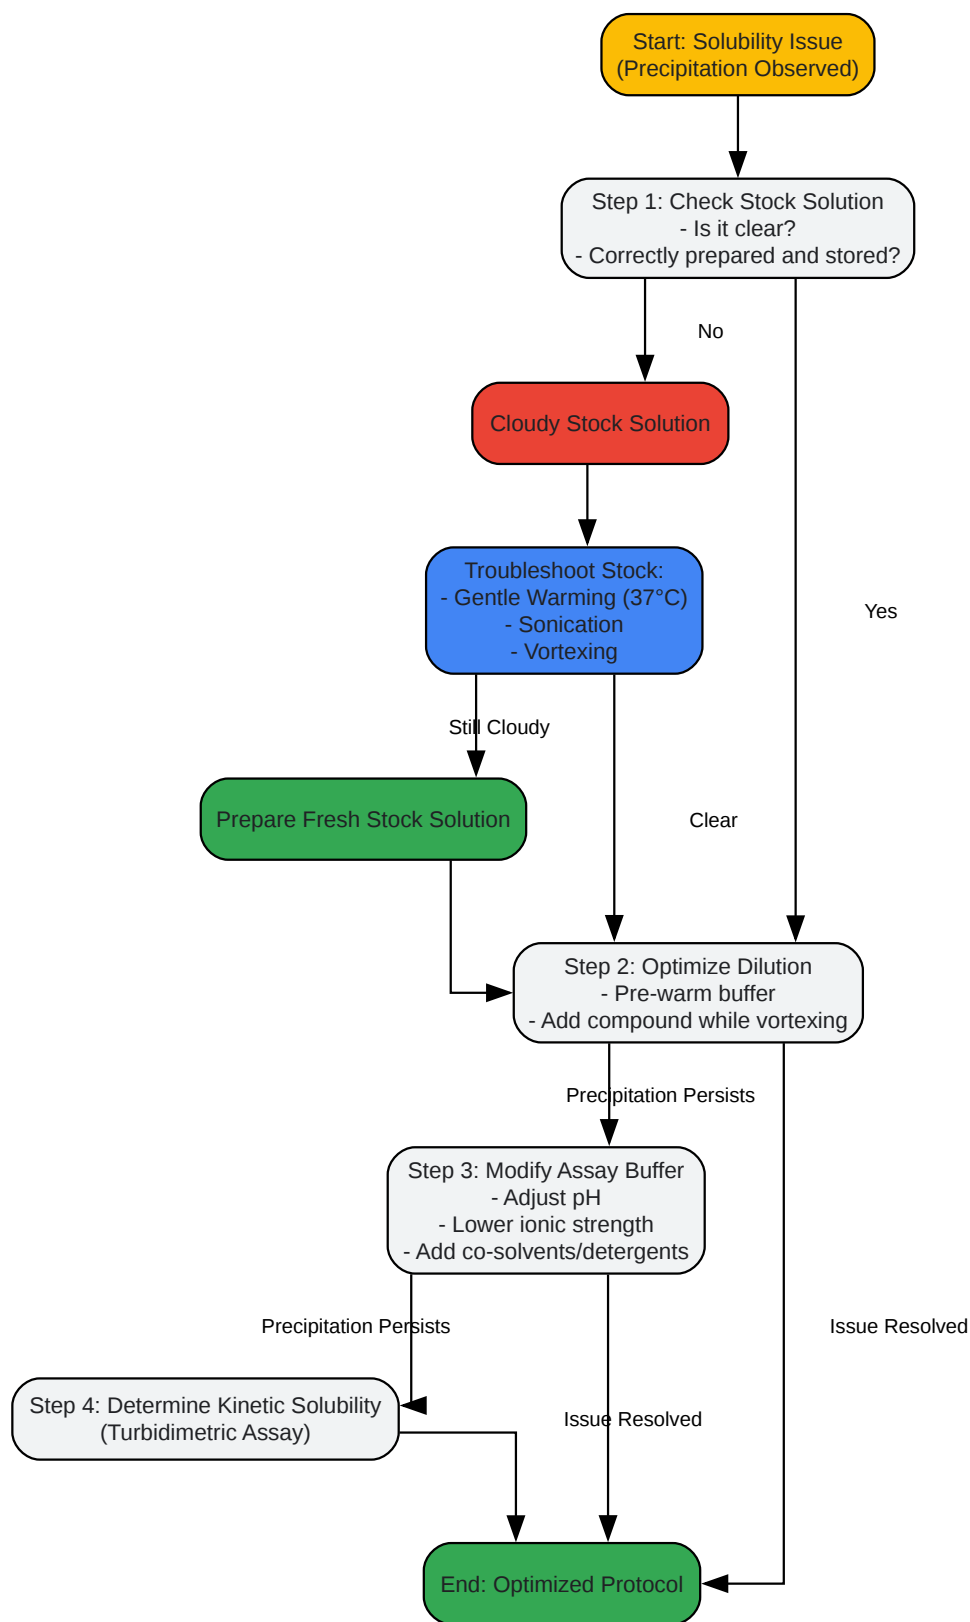 Start: Solubility Issue
(Precipitation Observed)
Step 1: Check Stock Solution
- Is it clear?
- Correctly prepared and stored?
No
Cloudy Stock Solution
Troubleshoot Stock:
- Gentle Warming (37°C)
- Sonication
- Vortexing
Yes
Still Cloudy
Prepare Fresh Stock Solution
Clear
Step 2: Optimize Dilution
- Pre-warm buffer
- Add compound while vortexing
Precipitation Persists
Step 3: Modify Assay Buffer
- Adjust pH
- Lower ionic strength
- Add co-solvents/detergents
Precipitation Persists
Issue Resolved
Step 4: Determine Kinetic Solubility
(Turbidimetric Assay)
Issue Resolved
End: Optimized Protocol